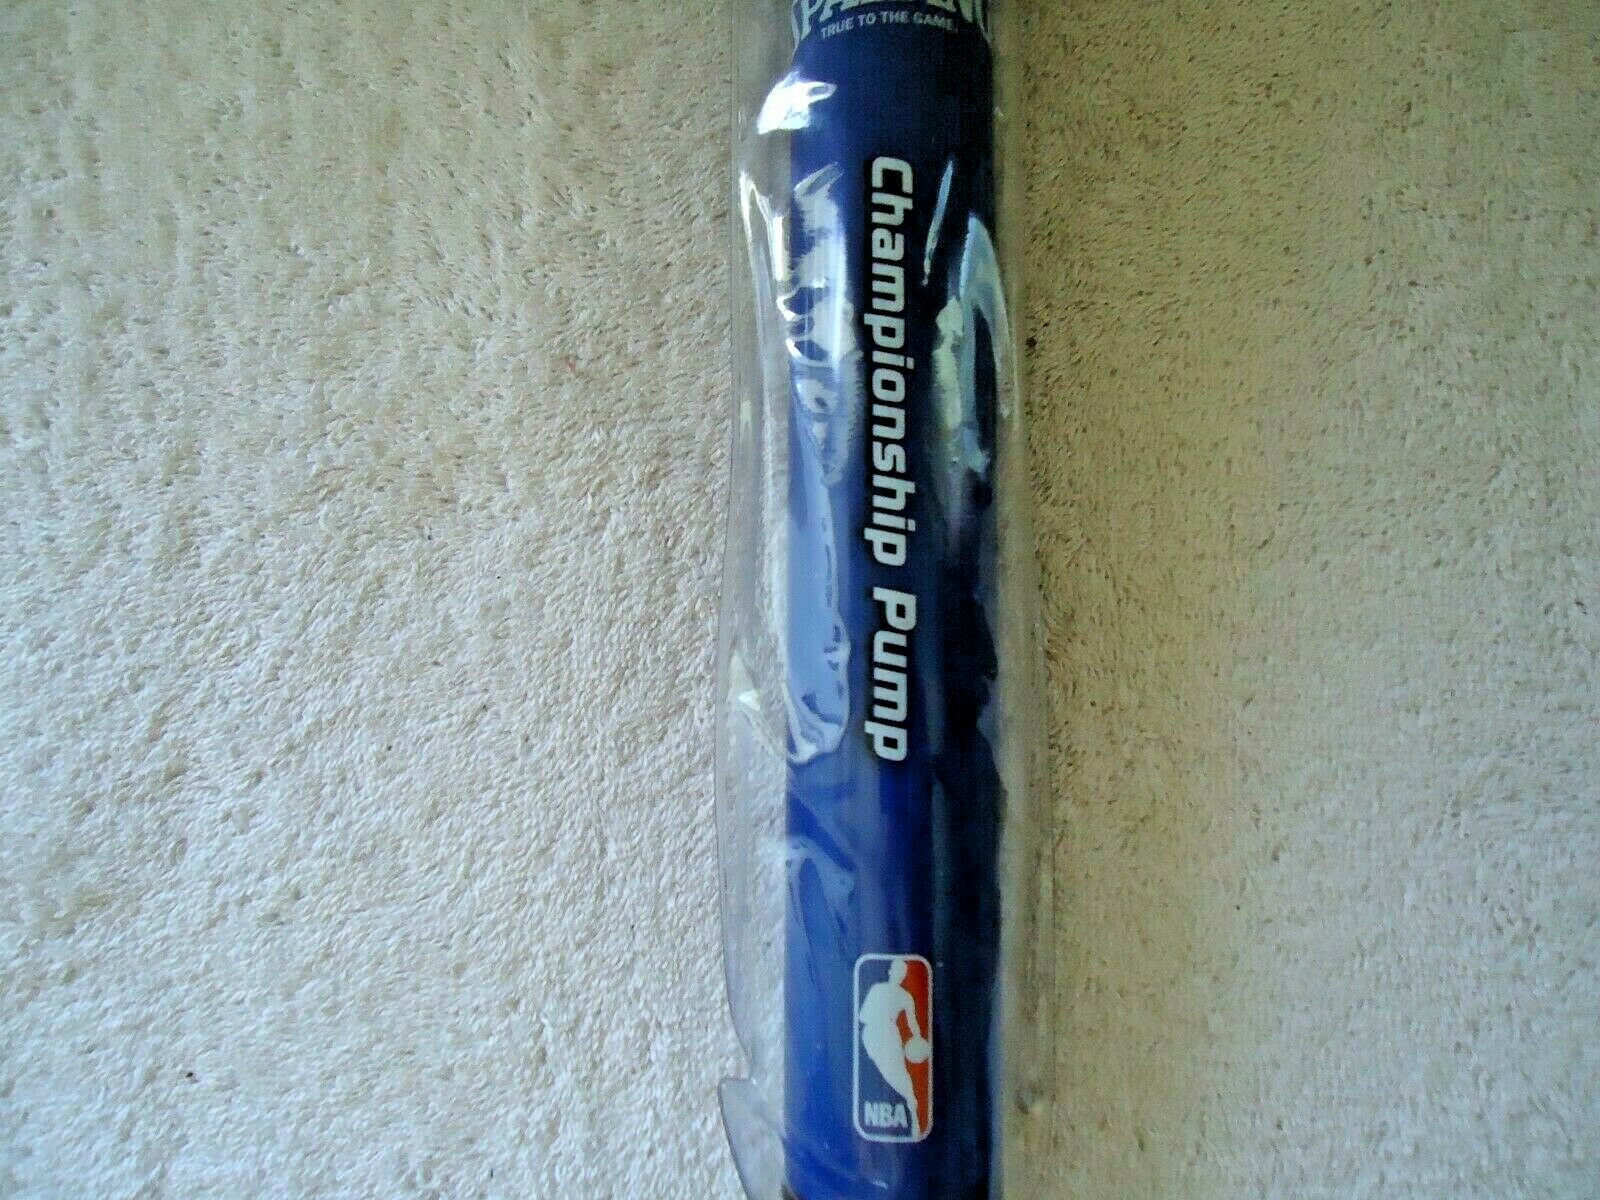 TRUE TO THE GAME.
Championship Pump
NBA